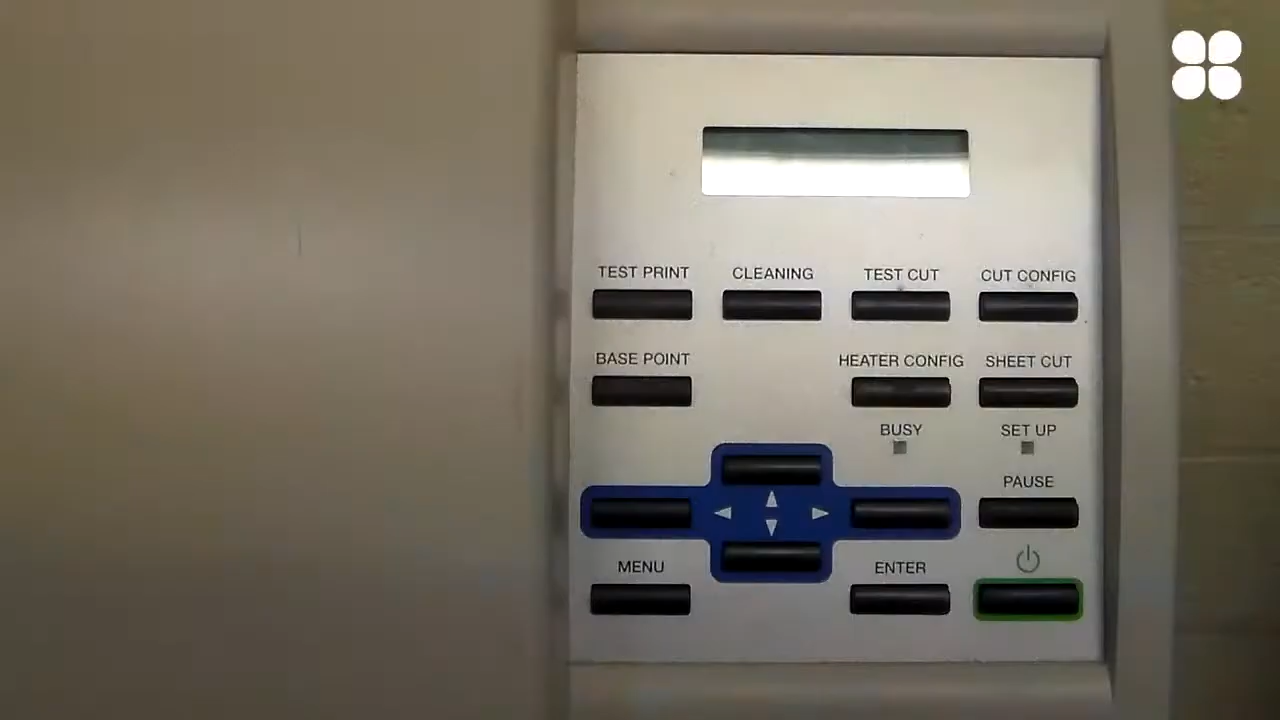 TEST PRINT CLEANING TEST CUT CUT CONFIG
BASE POINT HEATER CONFIG SHEET CUT
BUSY SET UP
PAUSE
MENU ENTER